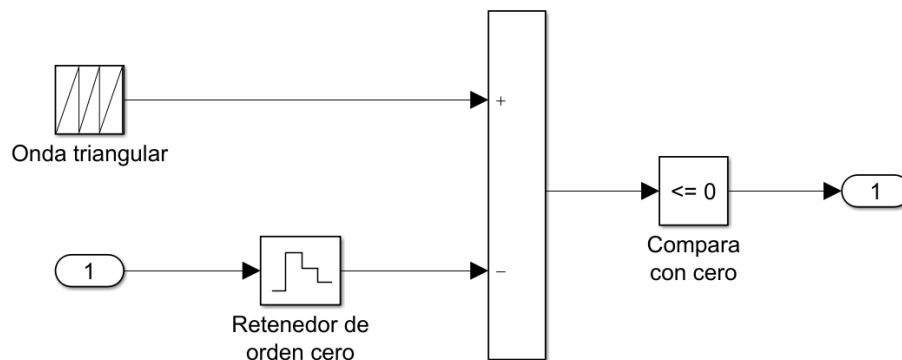 +
Onda triangular
<= 0
1
Compara
con cero
1
−
Retenedor de
orden cero